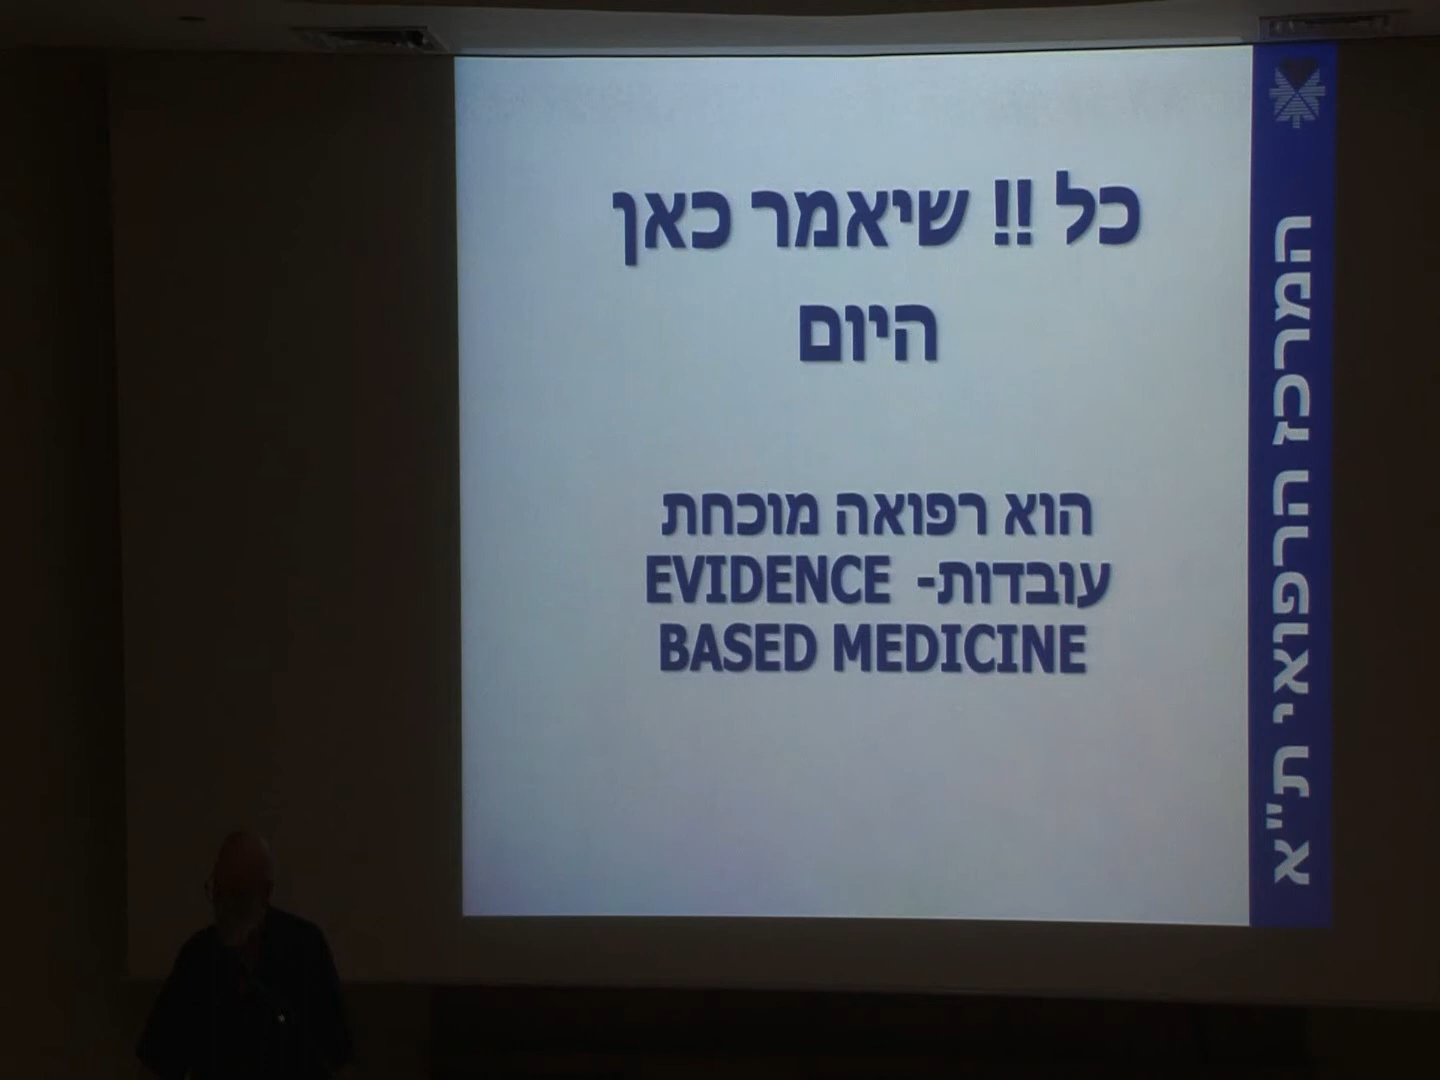 כל !! שיאמר כאן
היום
הוא רפואה מוכחת
עובדות- EVIDENCE
BASED MEDICINE
המרכז הרפואי ת"א